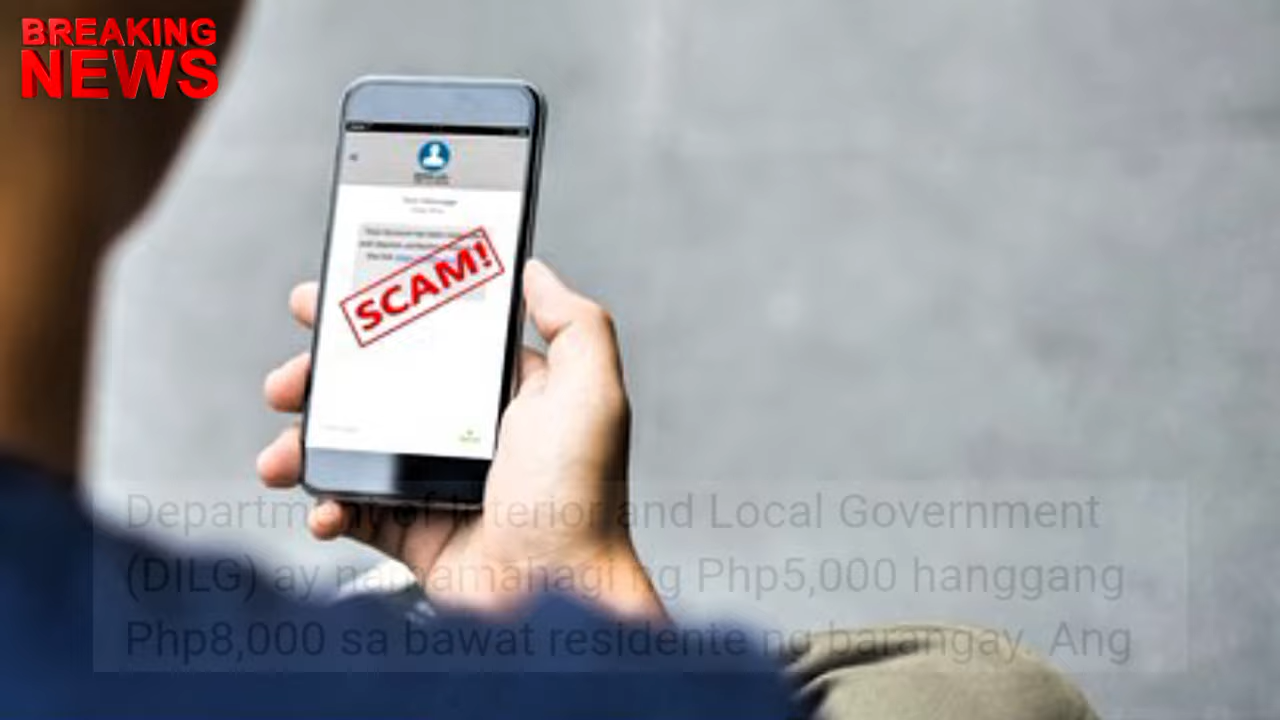 BREAKING
NEWS
SCAM!
Department of Interior and Local Government
(DILG) ay namamahagi ng Php5,000 hanggang
Php8,000 sa bawat residente ng barangay. Ang